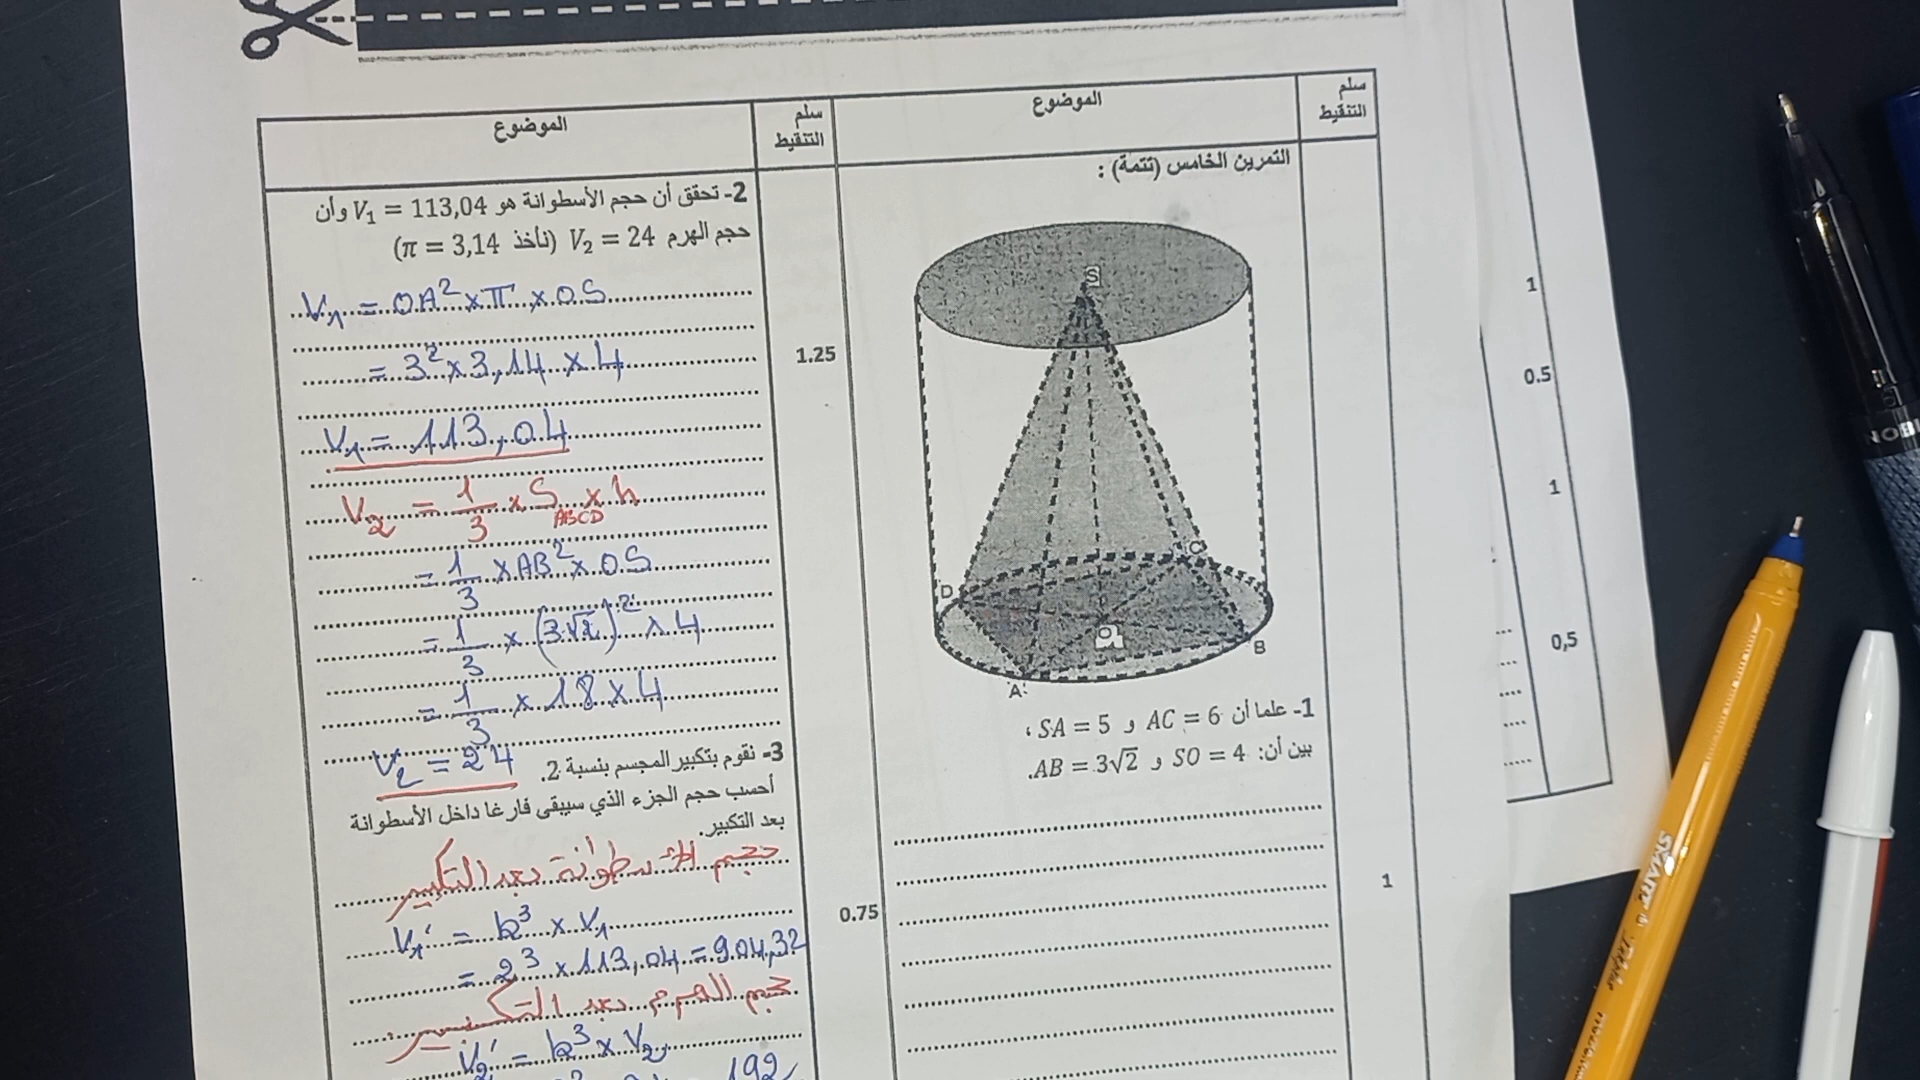 سلم
التنقيط
الموضوع
التمرين الخامس (تتمة) :
S
D
C
O
B
A
1- علما أن AC = 6 و SA = 5 ،
بين أن: SO = 4 و AB = 3√2.
1
سلم
التنقيط
الموضوع
2- تحقق أن حجم الأسطوانة هو V₁ = 113,04 وأن
حجم الهرم V₂ = 24 (نأخذ π = 3,14)
V₁ = OA² × π × OS
= 3² × 3,14 × 4
1.25
V₁ = 113,04
V₂ = 1/3 × S_ABCD × h
= 1/3 × AB² × OS
= 1/3 × (3√2)² × 4
= 1/3 × 18 × 4
V₂ = 24
3- نقوم بتكبير المجسم بنسبة 2.
أحسب حجم الجزء الذي سيبقى فارغا داخل الأسطوانة
بعد التكبير.
حجم الأسطوانة بعد التكبير
0.75
V₁' = k³ × V₁
= 2³ × 113,04 = 904,32
حجم الهرم بعد التكبير
V₂' = k³ × V₂
192
1
0.5
1
0,5
SMART